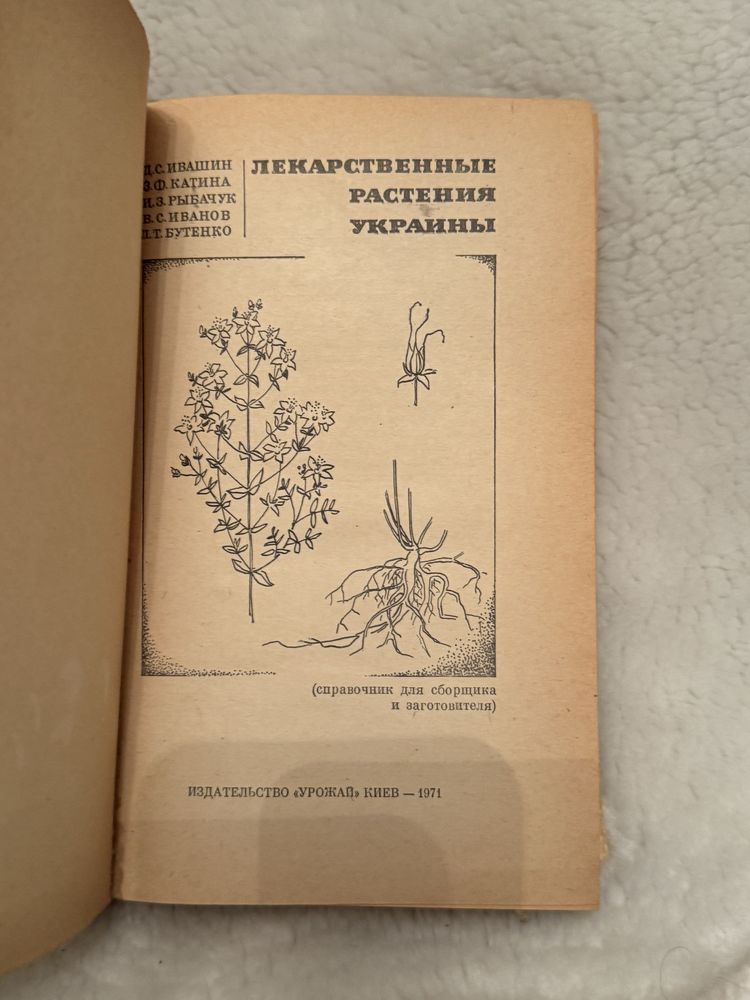 Д.С. ИВАШИН
З.Ф. КАТИНА
И.З. РЫБАЧУК
В.С. ИВАНОВ
Л.Т. БУТЕНКО
ЛЕКАРСТВЕННЫЕ
РАСТЕНИЯ
УКРАИНЫ
(справочник для сборщика
и заготовителя)
ИЗДАТЕЛЬСТВО «УРОЖАЙ» КИЕВ — 1971